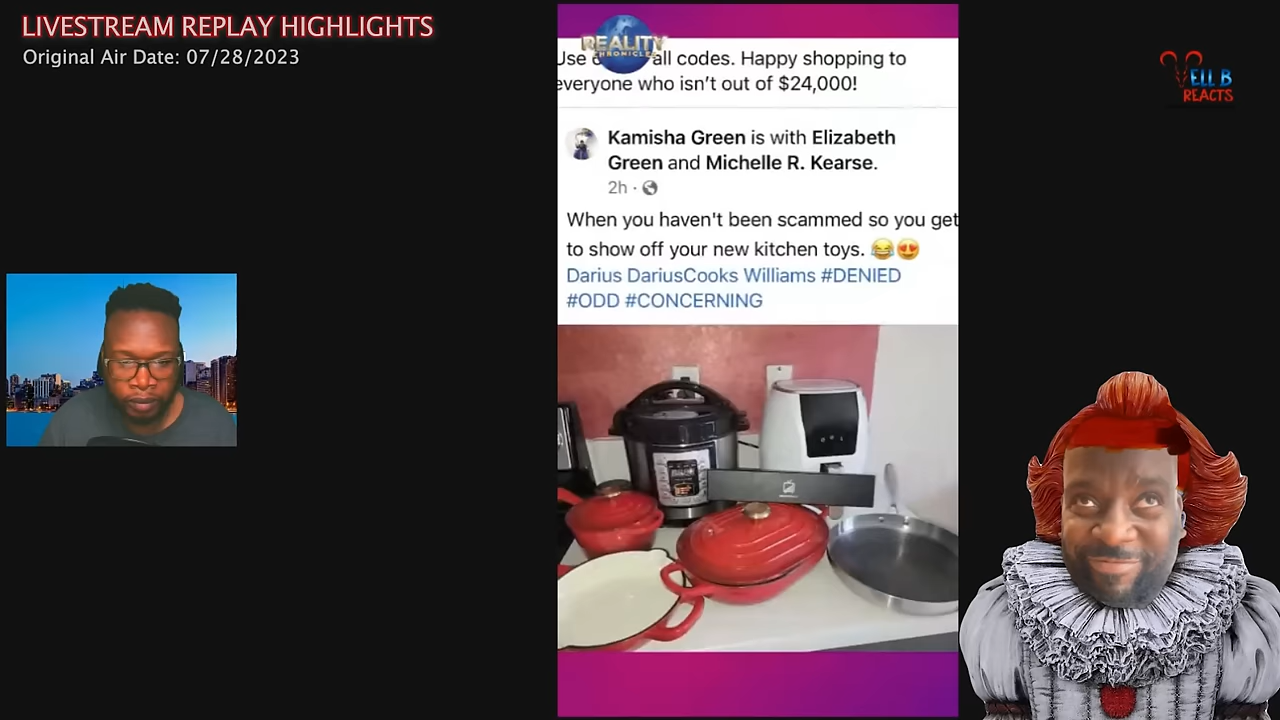 LIVESTREAM REPLAY HIGHLIGHTS
Original Air Date: 07/28/2023
REALITY
CHRONICLES
all codes. Happy shopping to
everyone who isn't out of $24,000!
Kamisha Green is with Elizabeth
Green and Michelle R. Kearse.
2h ·
When you haven't been scammed so you get
to show off your new kitchen toys. 😂😍
Darius DariusCooks Williams #DENIED
#ODD #CONCERNING
ELL B
REACTS